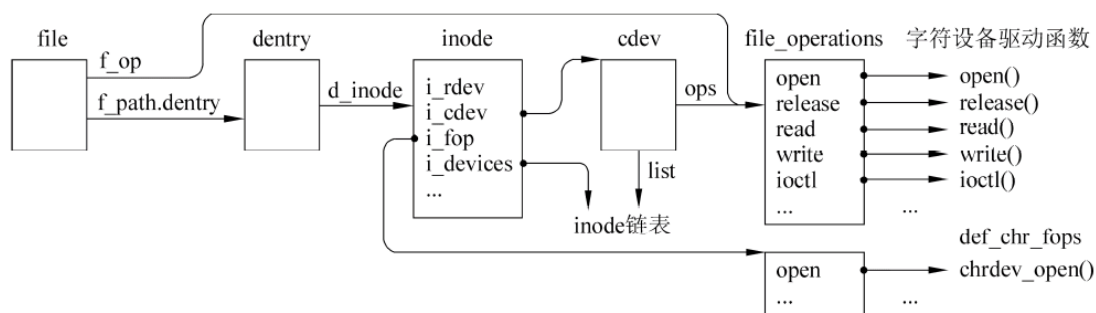 file
dentry
inode
cdev
file_operations
字符设备驱动函数
f_op
f_path.dentry
d_inode
i_rdev
i_cdev
i_fop
i_devices
...
ops
list
inode链表
open
release
read
write
ioctl
...
open()
release()
read()
write()
ioctl()
...
def_chr_fops
open
...
chrdev_open()
...